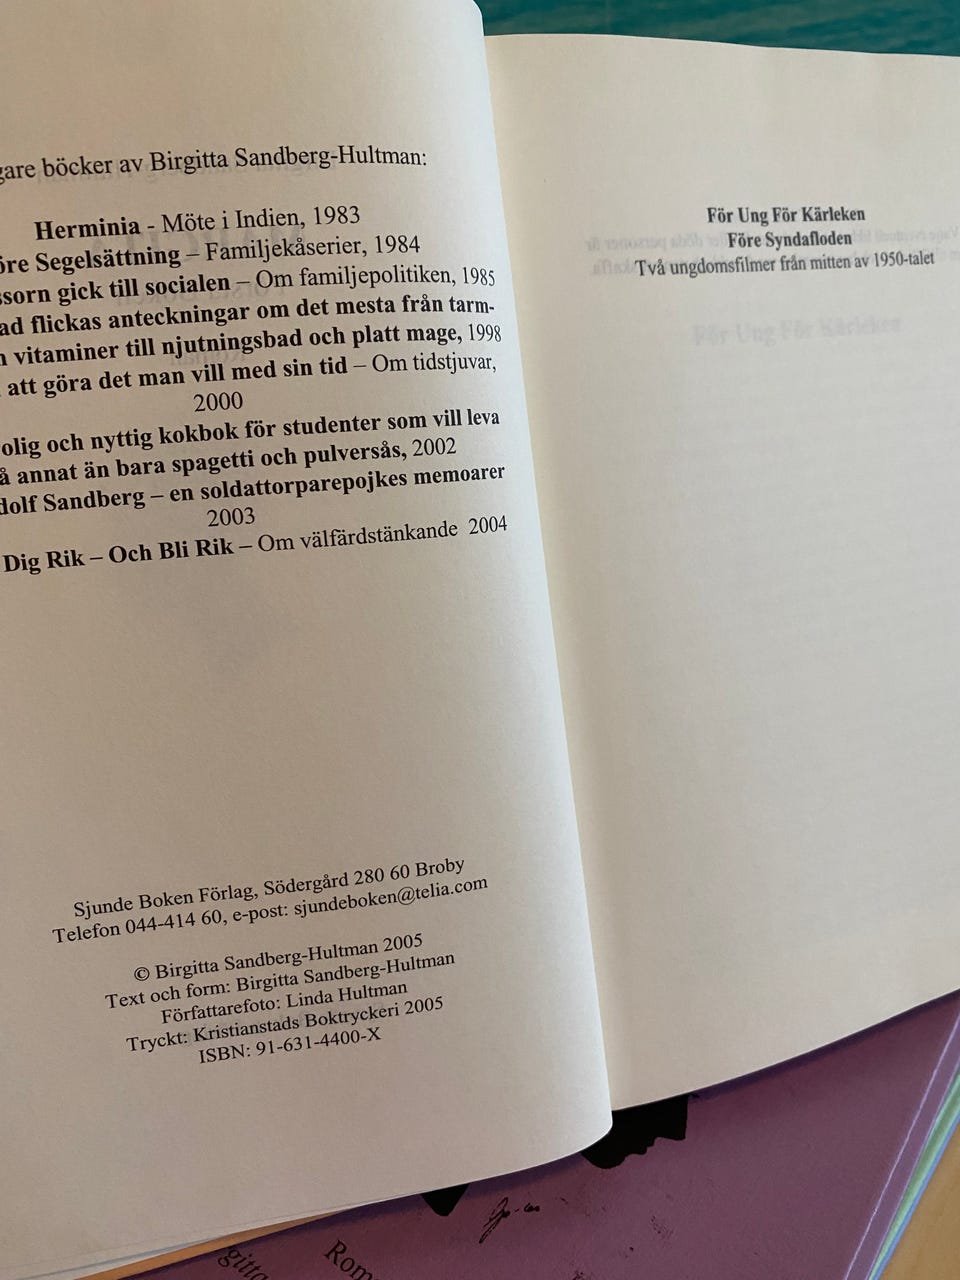 gare böcker av Birgitta Sandberg-Hultman:
Herminia - Möte i Indien, 1983
öre Segelsättning – Familjekåserier, 1984
ssorn gick till socialen – Om familjepolitiken, 1985
ad flickas anteckningar om det mesta från tarm-
n vitaminer till njutningsbad och platt mage, 1998
att göra det man vill med sin tid – Om tidstjuvar,
2000
olig och nyttig kokbok för studenter som vill leva
å annat än bara spagetti och pulversås, 2002
dolf Sandberg – en soldattorparepojkes memoarer
2003
Dig Rik – Och Bli Rik – Om välfärdstänkande 2004
Sjunde Boken Förlag, Södergård 280 60 Broby
Telefon 044-414 60, e-post: sjundeboken@telia.com
© Birgitta Sandberg-Hultman 2005
Text och form: Birgitta Sandberg-Hultman
Författarefoto: Linda Hultman
Tryckt: Kristianstads Boktryckeri 2005
ISBN: 91-631-4400-X
För Ung För Kärleken
Före Syndafloden
Två ungdomsfilmer från mitten av 1950-talet
För Ung För Kärleken
gitta
Rom